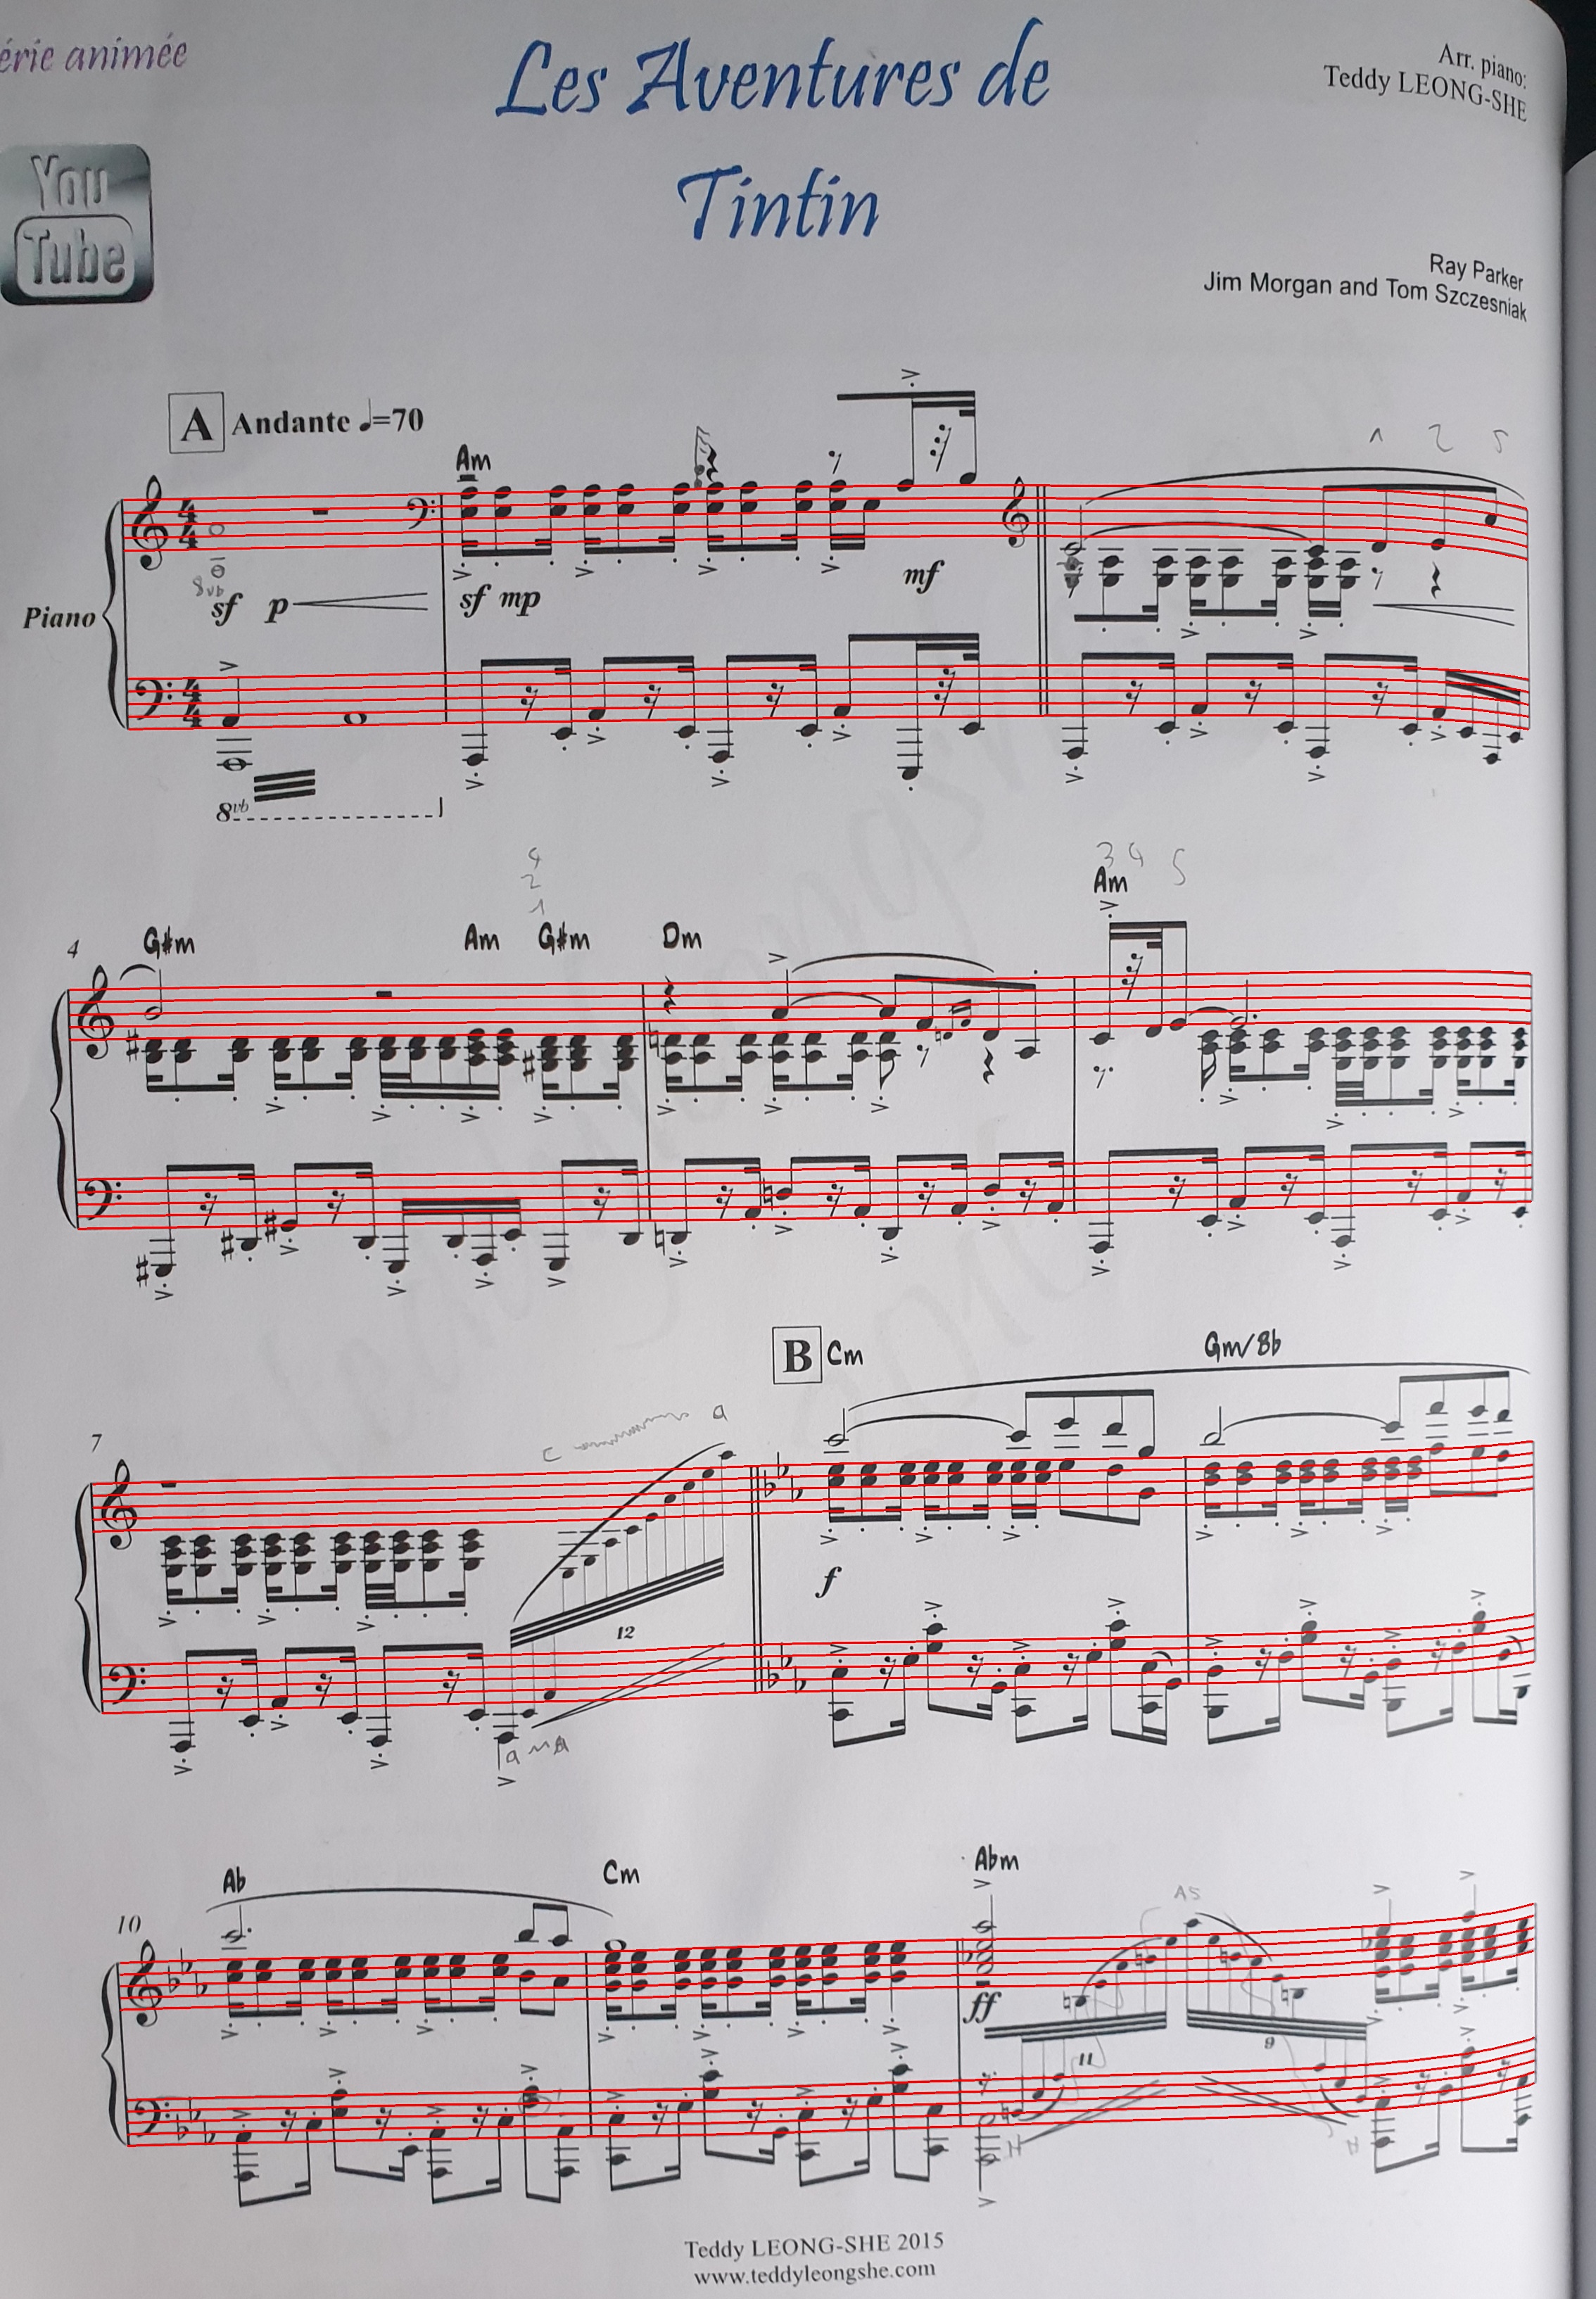 érie animée
Les Aventures de
Tintin
Arr. piano:
Teddy LEONG-SHE
You
Tube
Ray Parker
Jim Morgan and Tom Szczesniak
A Andante ♩=70
Am
1 2 5
8vb
sf p sf mp mf
Piano
8vb
4
2
1
3 4 5
Am
4 G#m Am G#m Dm
B Cm Gm/Bb
7 a
f
12
Abm
Ab Cm
A5
10
ff
11 9
Teddy LEONG-SHE 2015
www.teddyleongshe.com